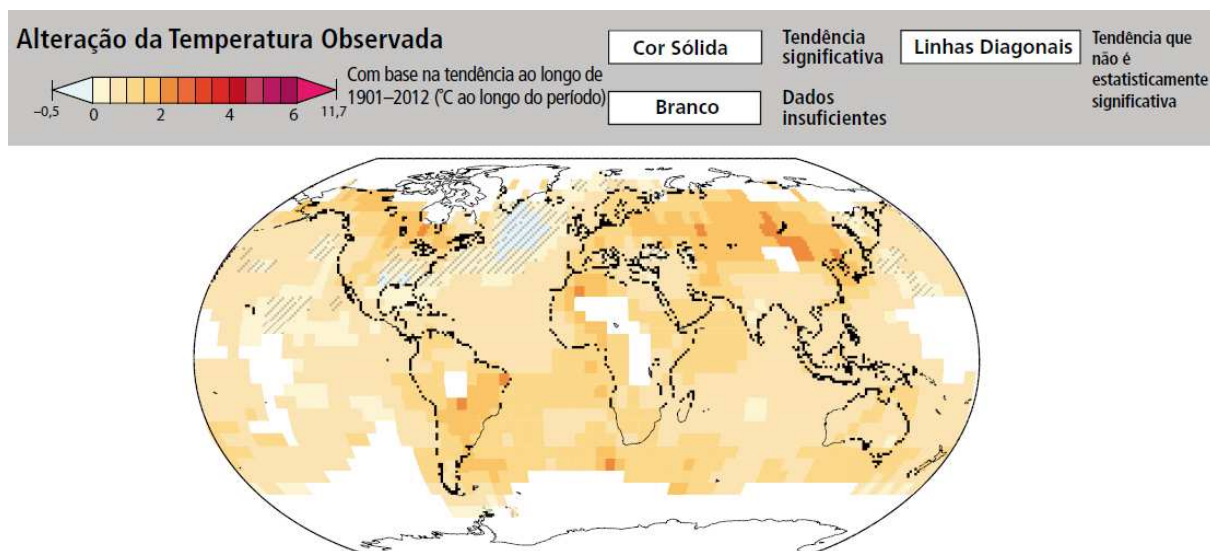 Alteração da Temperatura Observada
−0,5 0 2 4 6 11,7
Com base na tendência ao longo de
1901–2012 (°C ao longo do período)
Cor Sólida
Tendência
significativa
Branco
Dados
insuficientes
Linhas Diagonais
Tendência que
não é
estatisticamente
significativa